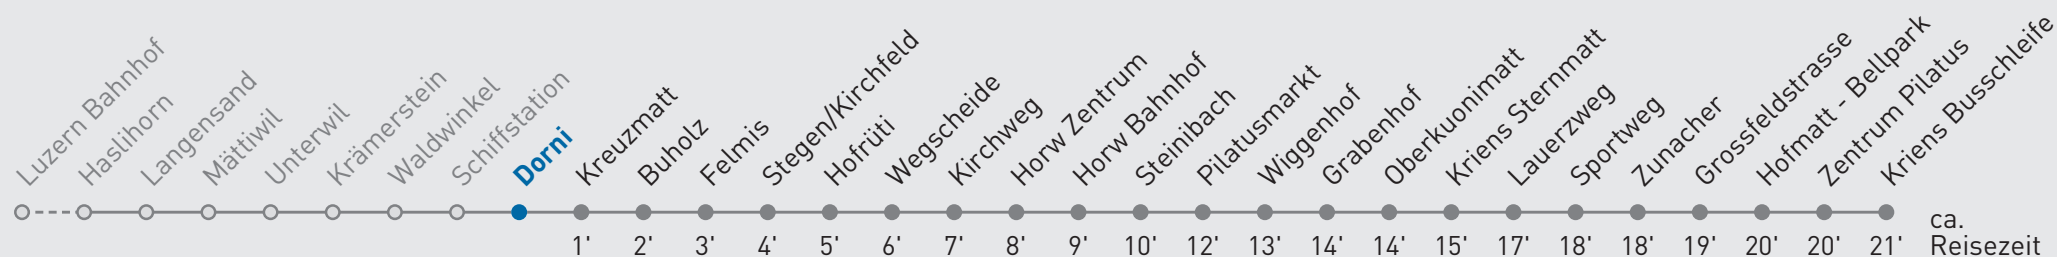 Luzern Bahnhof
Haslihorn
Langensand
Mättiwil
Unterwil
Krämerstein
Waldwinkel
Schiffstation
Dorni
Kreuzmatt
Buholz
Felmis
Stegen/Kirchfeld
Hofrüti
Wegscheide
Kirchweg
Horw Zentrum
Horw Bahnhof
Steinibach
Pilatusmarkt
Wiggenhof
Grabenhof
Oberkuonimatt
Kriens Sternmatt
Lauerzweg
Sportweg
Zunacher
Grossfeldstrasse
Hofmatt - Bellpark
Zentrum Pilatus
Kriens Busschleife
1' 2' 3' 4' 5' 6' 7' 8' 9' 10' 12' 13' 14' 14' 15' 17' 18' 18' 19' 20' 20' 21'
ca.
Reisezeit